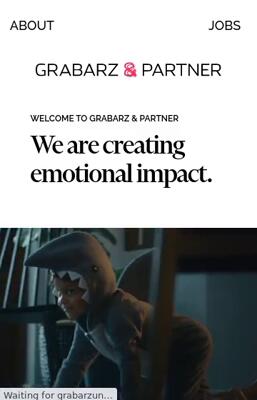 ABOUT JOBS
GRABARZ & PARTNER
WELCOME TO GRABARZ & PARTNER
We are creating
emotional impact.
Waiting for grabarzun...